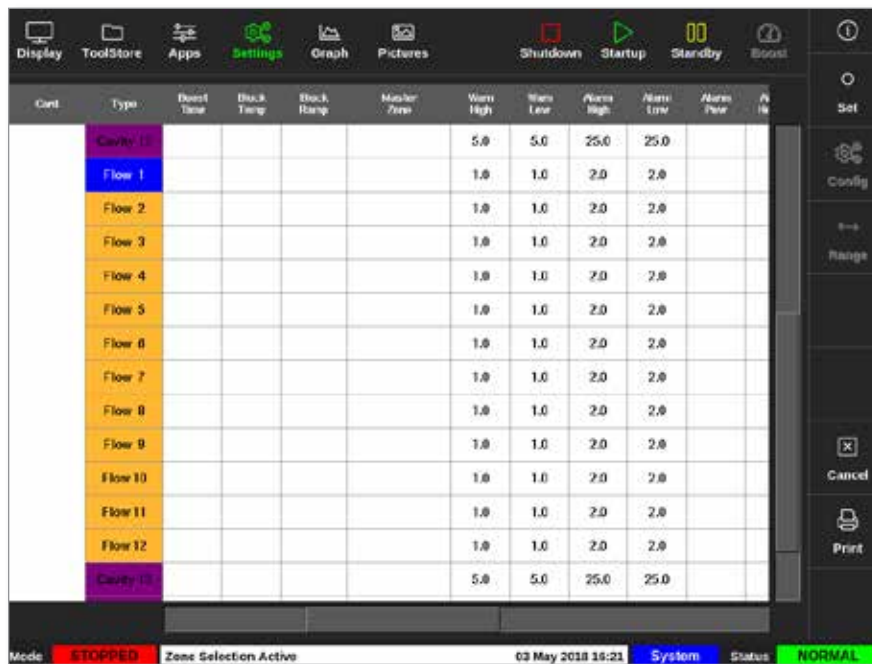 Display ToolStore Apps Settings Graph Pictures Shutdown Startup Standby Boost
Set
Config
Range
Cancel
Print
Card Type Boost Time Block Temp Block Ramp Master Zone Warn High Warn Low Alarm High Alarm Low Alarm Powr
Cavity 5.0 5.0 25.0 25.0
Flow 1 1.0 1.0 2.0 2.0
Flow 2 1.0 1.0 2.0 2.0
Flow 3 1.0 1.0 2.0 2.0
Flow 4 1.0 1.0 2.0 2.0
Flow 5 1.0 1.0 2.0 2.0
Flow 6 1.0 1.0 2.0 2.0
Flow 7 1.0 1.0 2.0 2.0
Flow 8 1.0 1.0 2.0 2.0
Flow 9 1.0 1.0 2.0 2.0
Flow 10 1.0 1.0 2.0 2.0
Flow 11 1.0 1.0 2.0 2.0
Flow 12 1.0 1.0 2.0 2.0
Cavity 5.0 5.0 25.0 25.0
Mode STOPPED Zone Selection Active 03 May 2018 16:21 System Status NORMAL